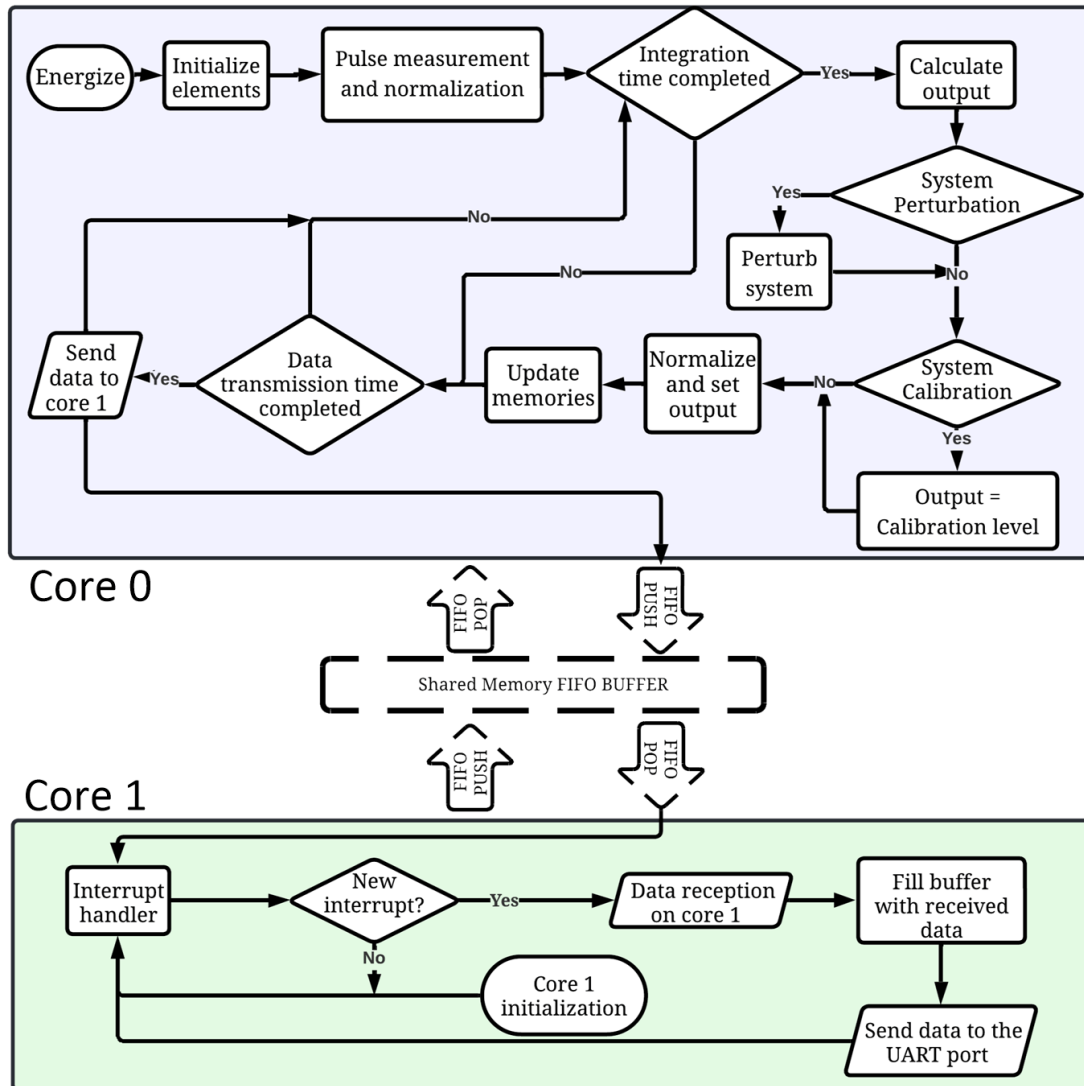 Energize
Initialize
elements
Pulse measurement
and normalization
Integration
time completed
Yes
Calculate
output
System
Perturbation
Yes
Perturb
system
No
System
Calibration
Yes
Output =
Calibration level
No
Normalize
and set
output
Update
memories
No
Data
transmission time
completed
No
Yes
Send
data to
core 1
Core 0
FIFO
POP
FIFO
PUSH
Shared Memory FIFO BUFFER
FIFO
PUSH
FIFO
POP
Core 1
Interrupt
handler
New
interrupt?
Yes
No
Data reception
on core 1
Fill buffer
with received
data
Core 1
initialization
Send data to the
UART port